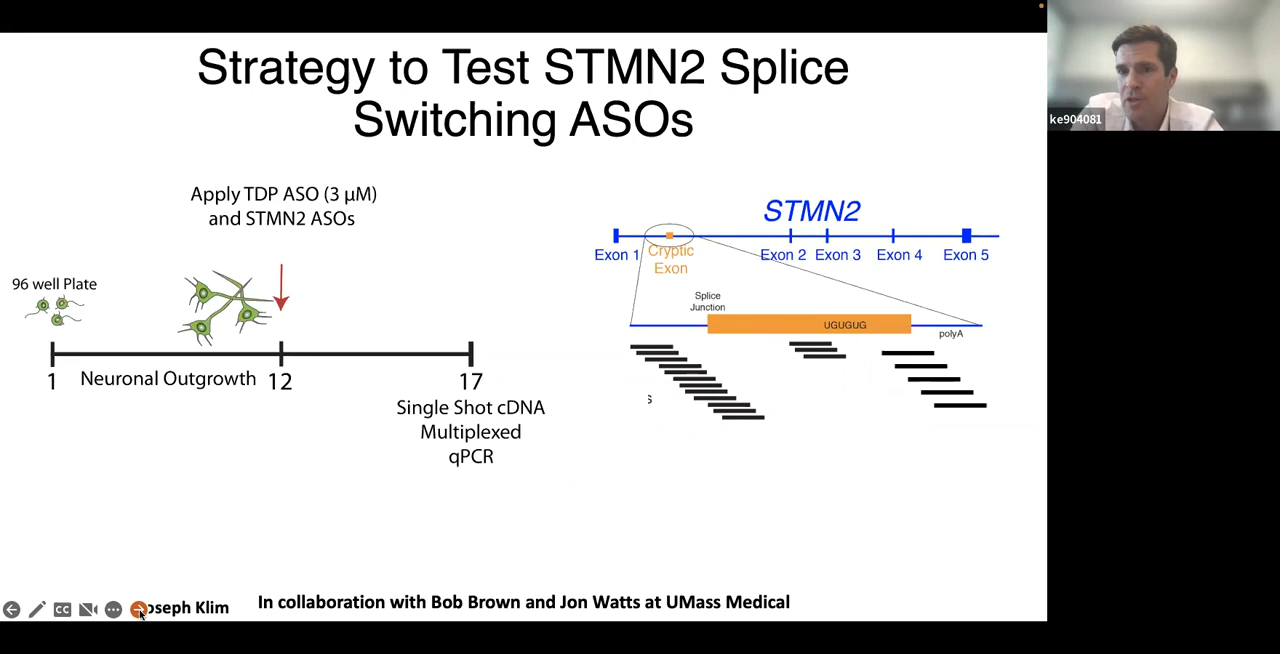 Strategy to Test STMN2 Splice
Switching ASOs
ke904081
Apply TDP ASO (3 µM)
and STMN2 ASOs
96 well Plate
1
Neuronal Outgrowth
12
17
Single Shot cDNA
Multiplexed
qPCR
STMN2
Exon 1
Cryptic
Exon
Exon 2
Exon 3
Exon 4
Exon 5
Splice
Junction
UGUGUG
polyA
s
CC
oseph Klim
In collaboration with Bob Brown and Jon Watts at UMass Medical